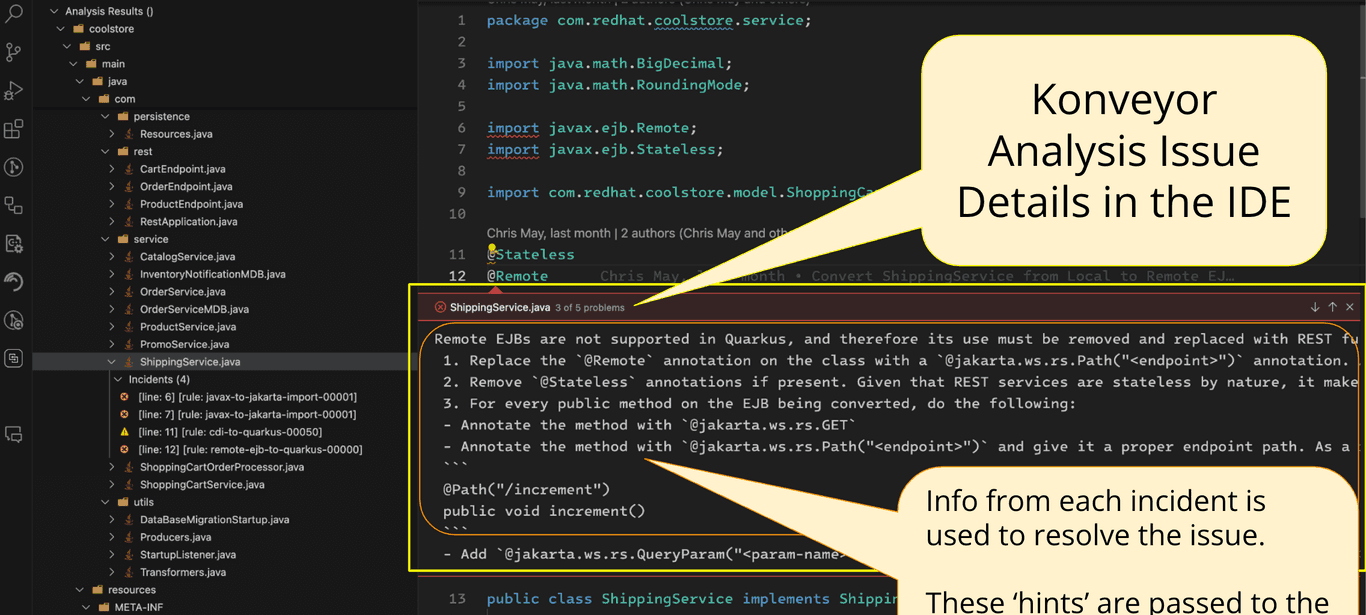 Analysis Results ()
coolstore
src
main
java
com
persistence
Resources.java
rest
CartEndpoint.java
OrderEndpoint.java
ProductEndpoint.java
RestApplication.java
service
CatalogService.java
InventoryNotificationMDB.java
OrderService.java
OrderServiceMDB.java
ProductService.java
PromoService.java
ShippingService.java
Incidents (4)
[line: 6] [rule: javax-to-jakarta-import-00001]
[line: 7] [rule: javax-to-jakarta-import-00001]
[line: 11] [rule: cdi-to-quarkus-00050]
[line: 12] [rule: remote-ejb-to-quarkus-00000]
ShoppingCartOrderProcessor.java
ShoppingCartService.java
utils
DataBaseMigrationStartup.java
Producers.java
StartupListener.java
Transformers.java
resources
META-INF
1 package com.redhat.coolstore.service;
2
3 import java.math.BigDecimal;
4 import java.math.RoundingMode;
5
6 import javax.ejb.Remote;
7 import javax.ejb.Stateless;
8
9 import com.redhat.coolstore.model.ShoppingCa
10
Chris May, last month | 2 authors (Chris May and oth
11 @Stateless
12 @Remote Chris May, month • Convert ShippingService from Local to Remote EJ…
ShippingService.java 3 of 5 problems
Remote EJBs are not supported in Quarkus, and therefore its use must be removed and replaced with REST fu
1. Replace the `@Remote` annotation on the class with a `@jakarta.ws.rs.Path("<endpoint>")` annotation.
2. Remove `@Stateless` annotations if present. Given that REST services are stateless by nature, it make
3. For every public method on the EJB being converted, do the following:
- Annotate the method with `@jakarta.ws.rs.GET`
- Annotate the method with `@jakarta.ws.rs.Path("<endpoint>")` and give it a proper endpoint path. As a
```
@Path("/increment")
public void increment()
```
- Add `@jakarta.ws.rs.QueryParam("<param-name>
13 public class ShippingService implements Shippin
Konveyor
Analysis Issue
Details in the IDE
Info from each incident is
used to resolve the issue.
These ‘hints’ are passed to the